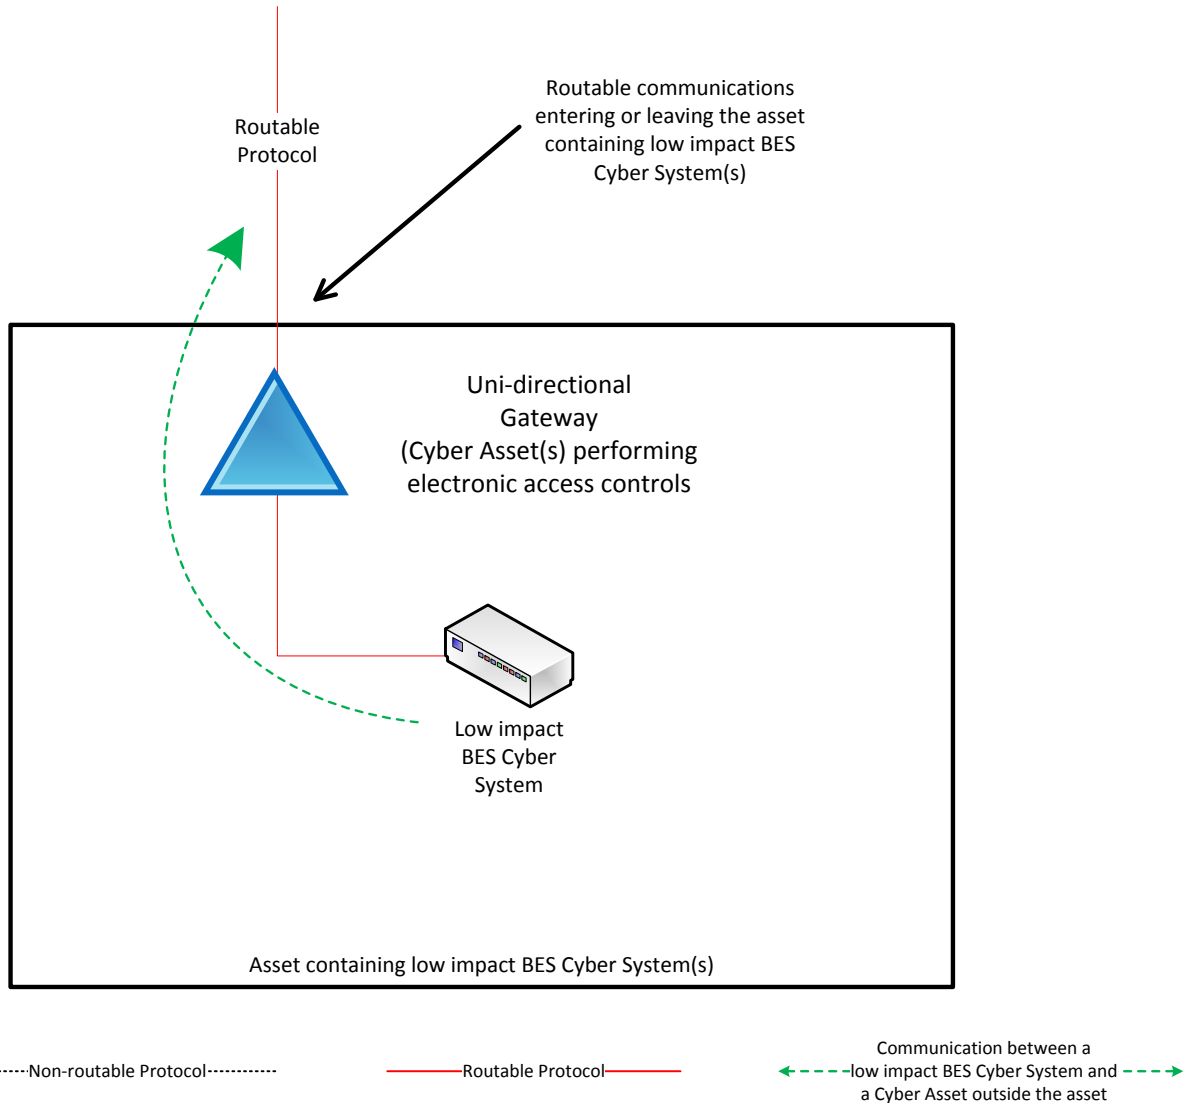 Routable communications
entering or leaving the asset
containing low impact BES
Cyber System(s)
Routable
Protocol
Uni-directional
Gateway
(Cyber Asset(s) performing
electronic access controls
Low impact
BES Cyber
System
Asset containing low impact BES Cyber System(s)
Non-routable Protocol
Routable Protocol
Communication between a
low impact BES Cyber System and
a Cyber Asset outside the asset